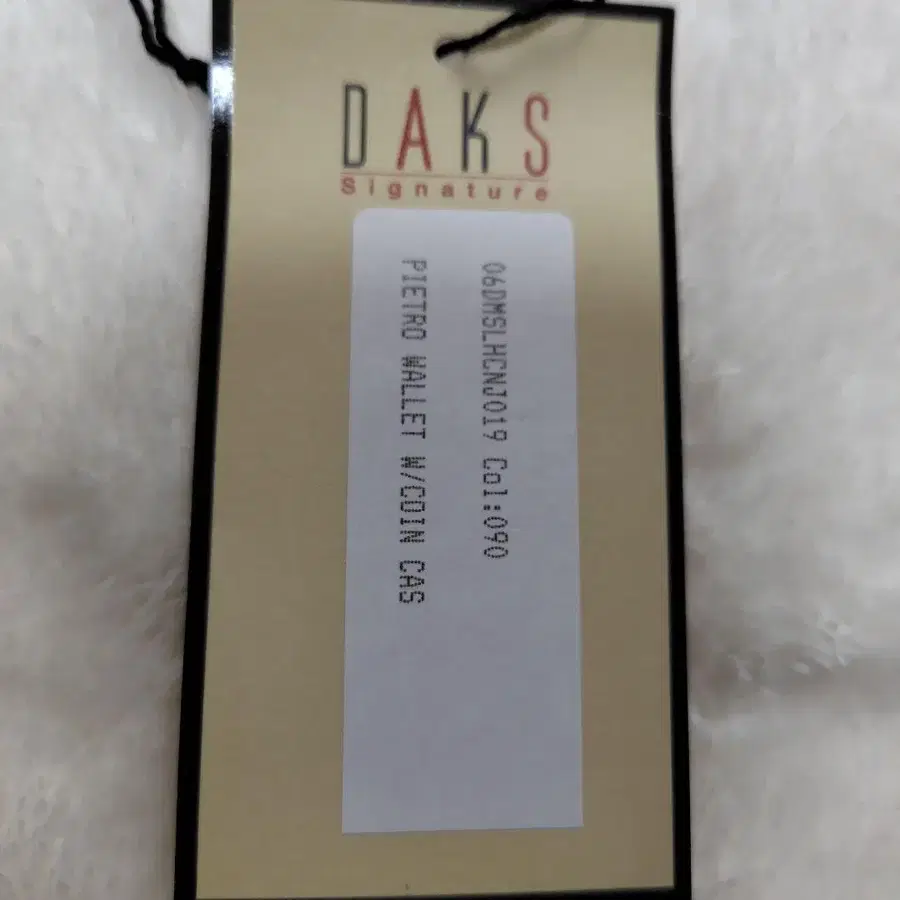 DAKS
Signature
06DMSLHCNJ019 Col:090
PIETRO WALLET W/COIN CAS